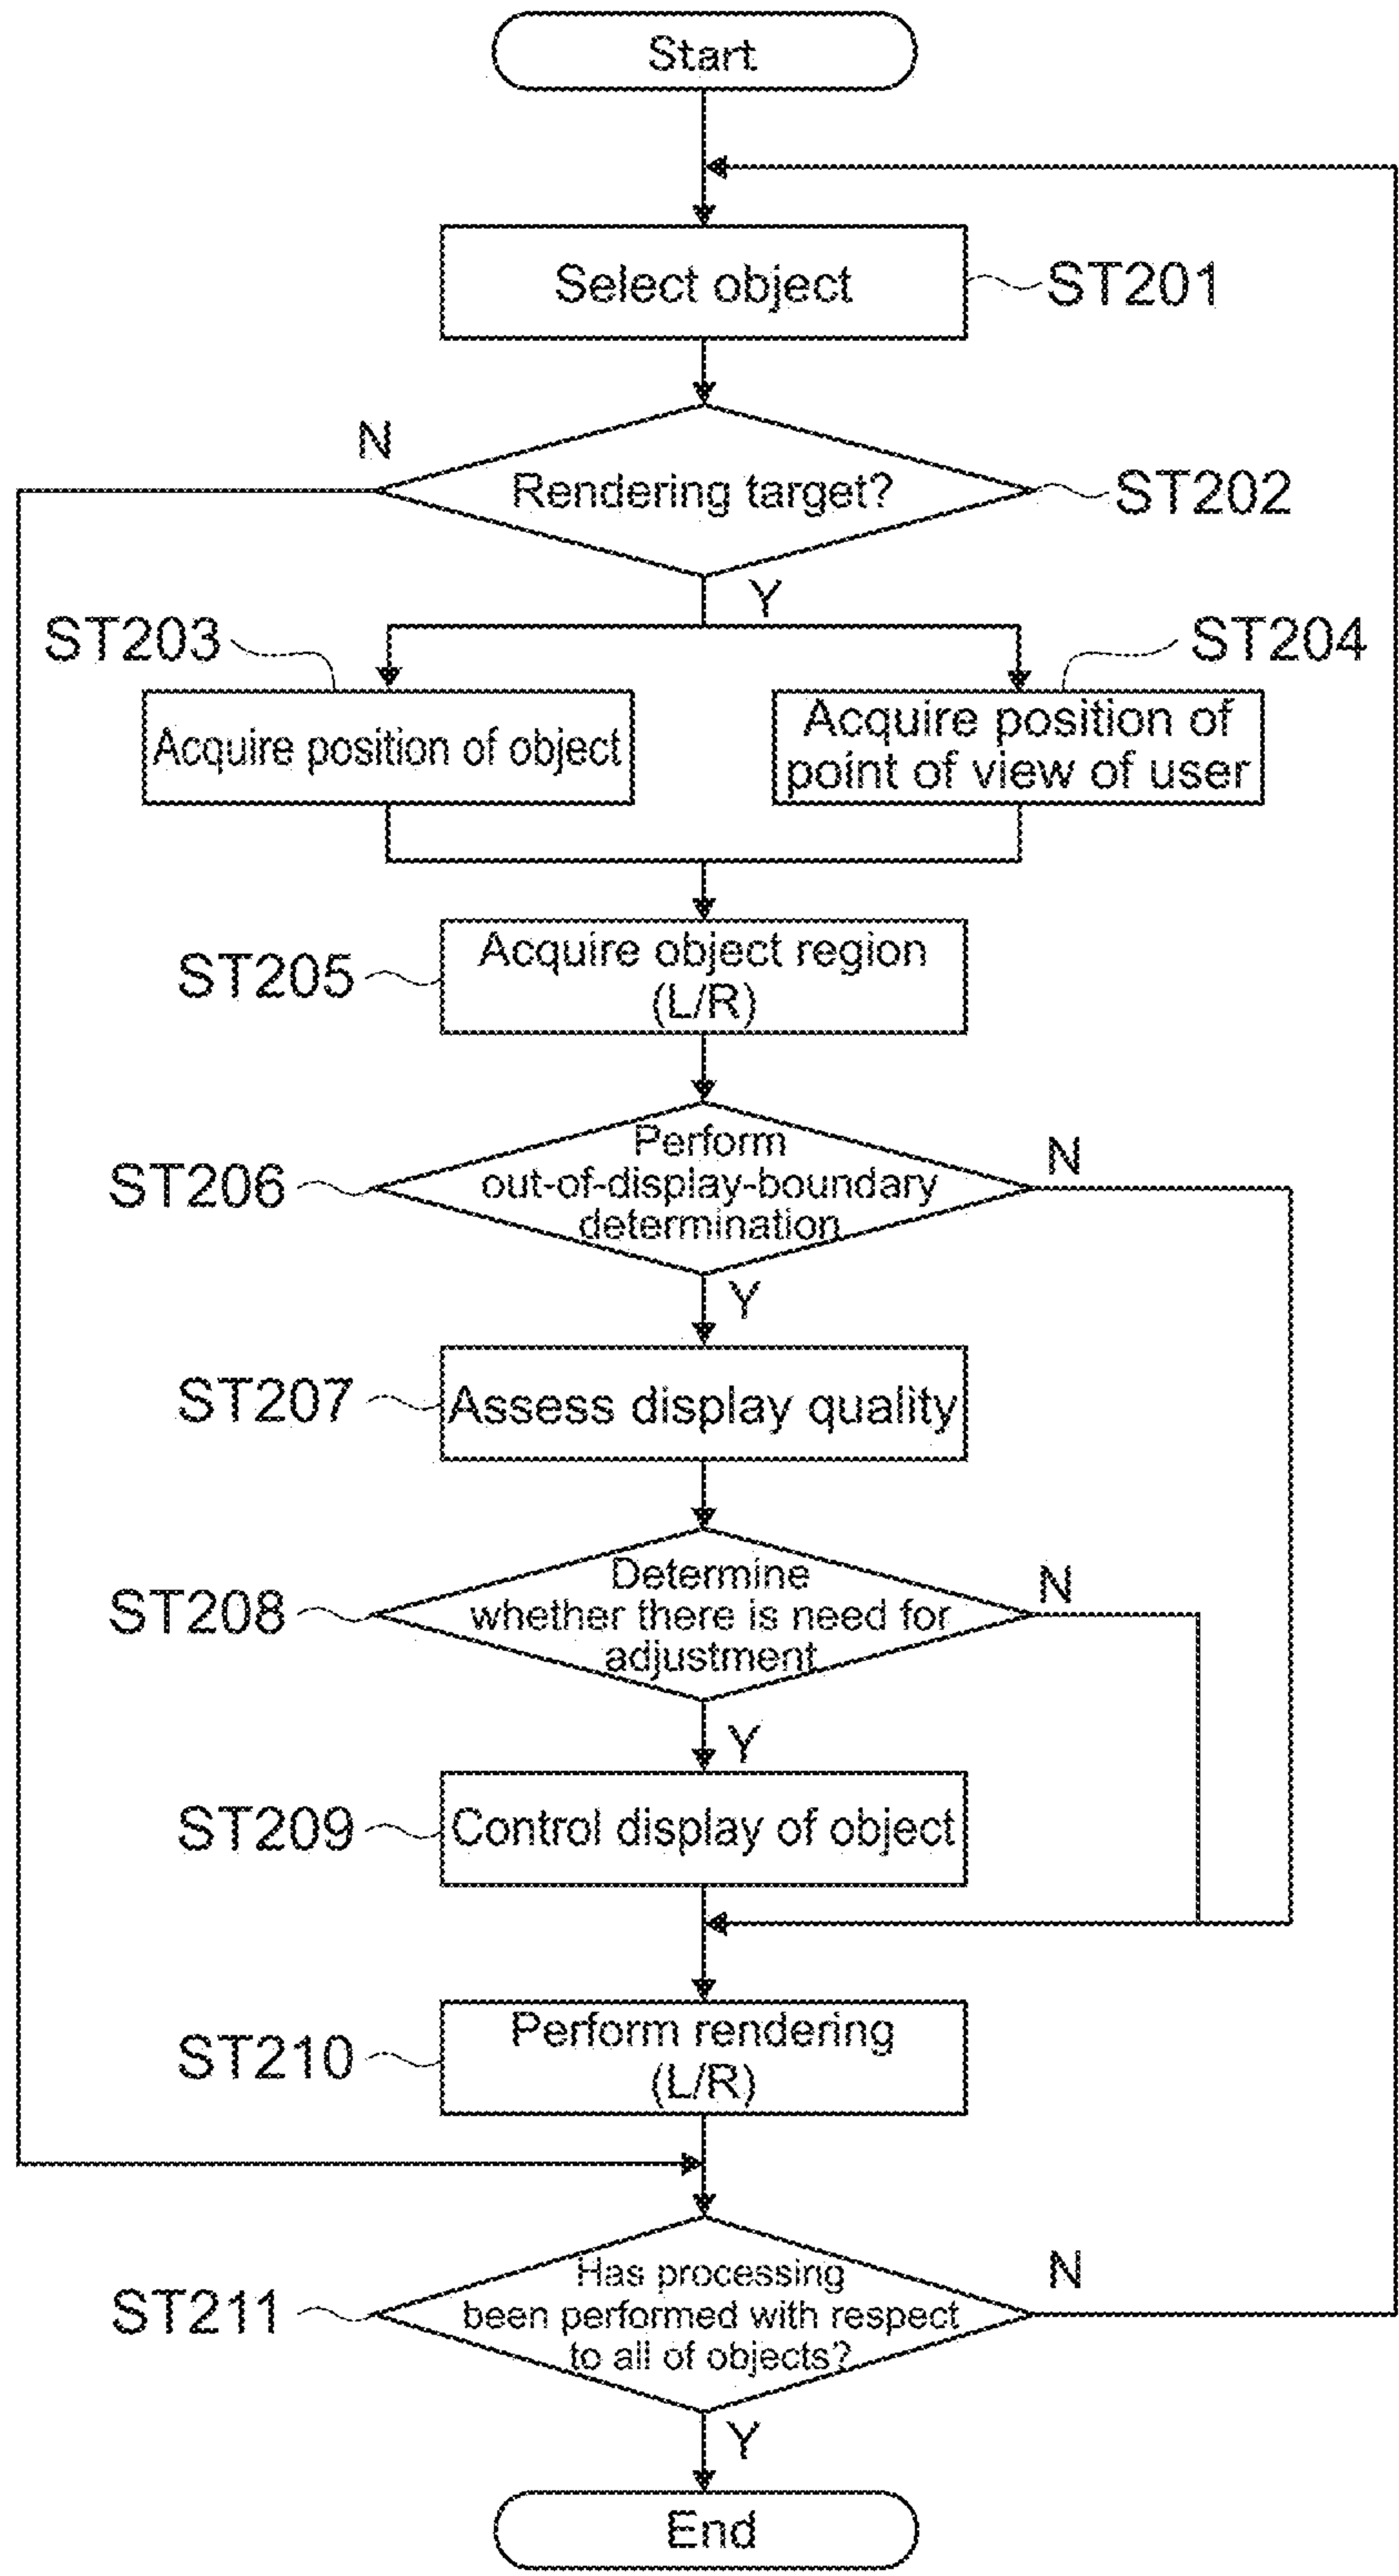 Start
Select object
ST201
N
Rendering target?
ST202
Y
ST203
ST204
Acquire position of object
Acquire position of
point of view of user
ST205
Acquire object region
(L/R)
ST206
Perform
out-of-display-boundary
determination
N
Y
ST207
Assess display quality
ST208
Determine
whether there is need for
adjustment
N
Y
ST209
Control display of object
ST210
Perform rendering
(L/R)
ST211
Has processing
been performed with respect
to all of objects?
N
Y
End